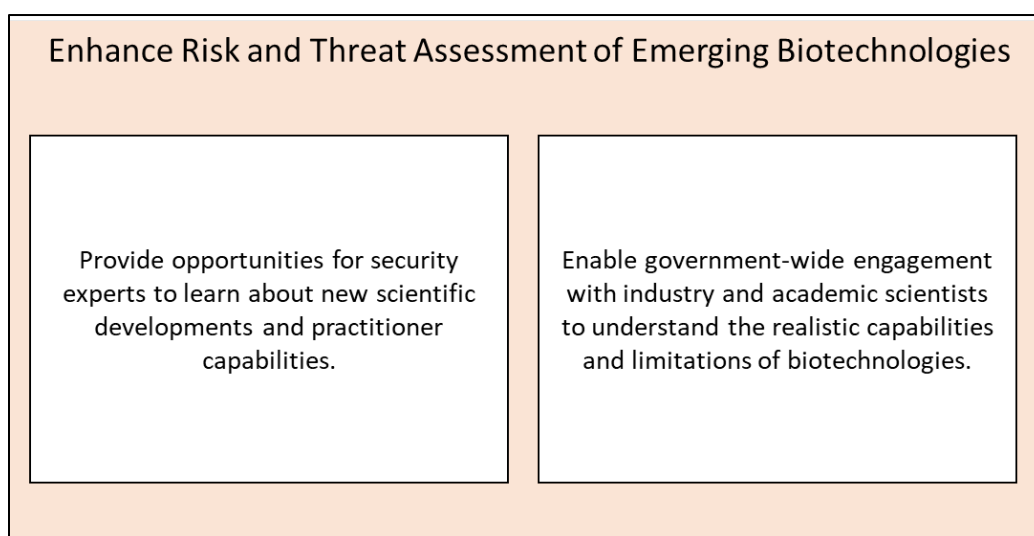 Enhance Risk and Threat Assessment of Emerging Biotechnologies
Provide opportunities for security
experts to learn about new scientific
developments and practitioner
capabilities.
Enable government-wide engagement
with industry and academic scientists
to understand the realistic capabilities
and limitations of biotechnologies.